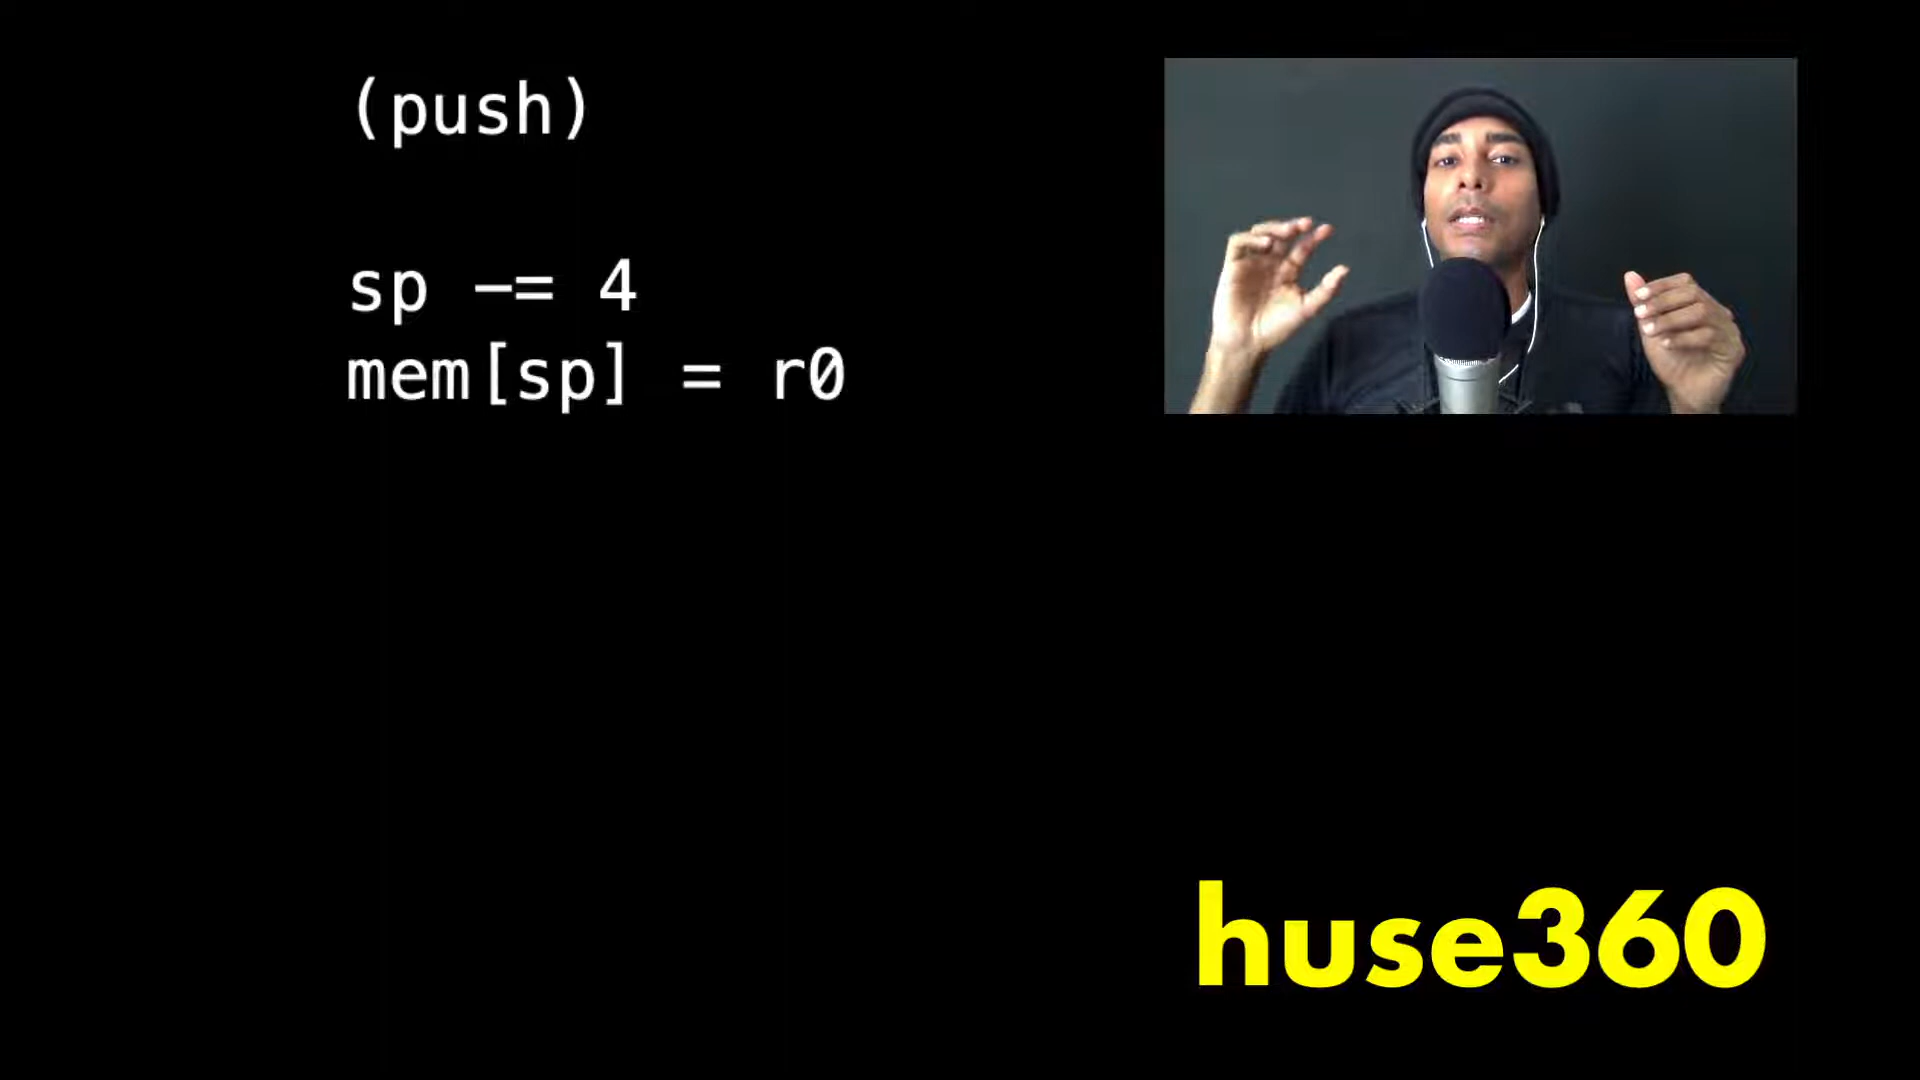 (push)
sp -= 4
mem[sp] = r0
huse360